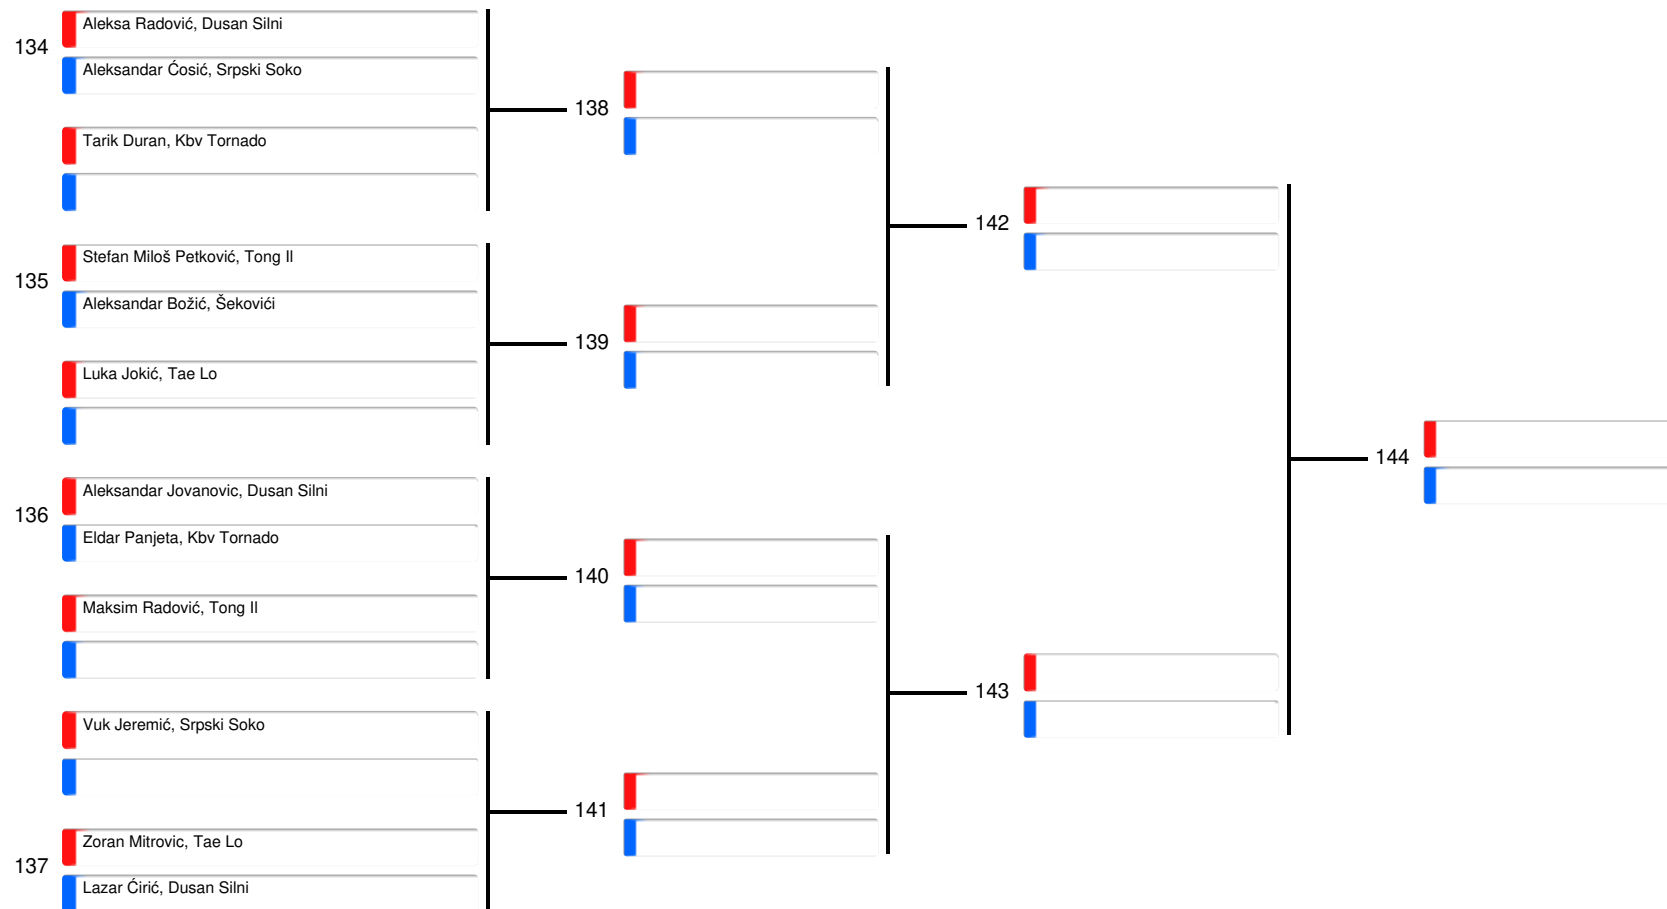 134
Aleksa Radović, Dusan Silni
Aleksandar Ćosić, Srpski Soko
Tarik Duran, Kbv Tornado
135
Stefan Miloš Petković, Tong Il
Aleksandar Božić, Šekovići
Luka Jokić, Tae Lo
136
Aleksandar Jovanovic, Dusan Silni
Eldar Panjeta, Kbv Tornado
Maksim Radović, Tong Il
Vuk Jeremić, Srpski Soko
137
Zoran Mitrovic, Tae Lo
Lazar Ćirić, Dusan Silni
138
139
140
141
142
143
144